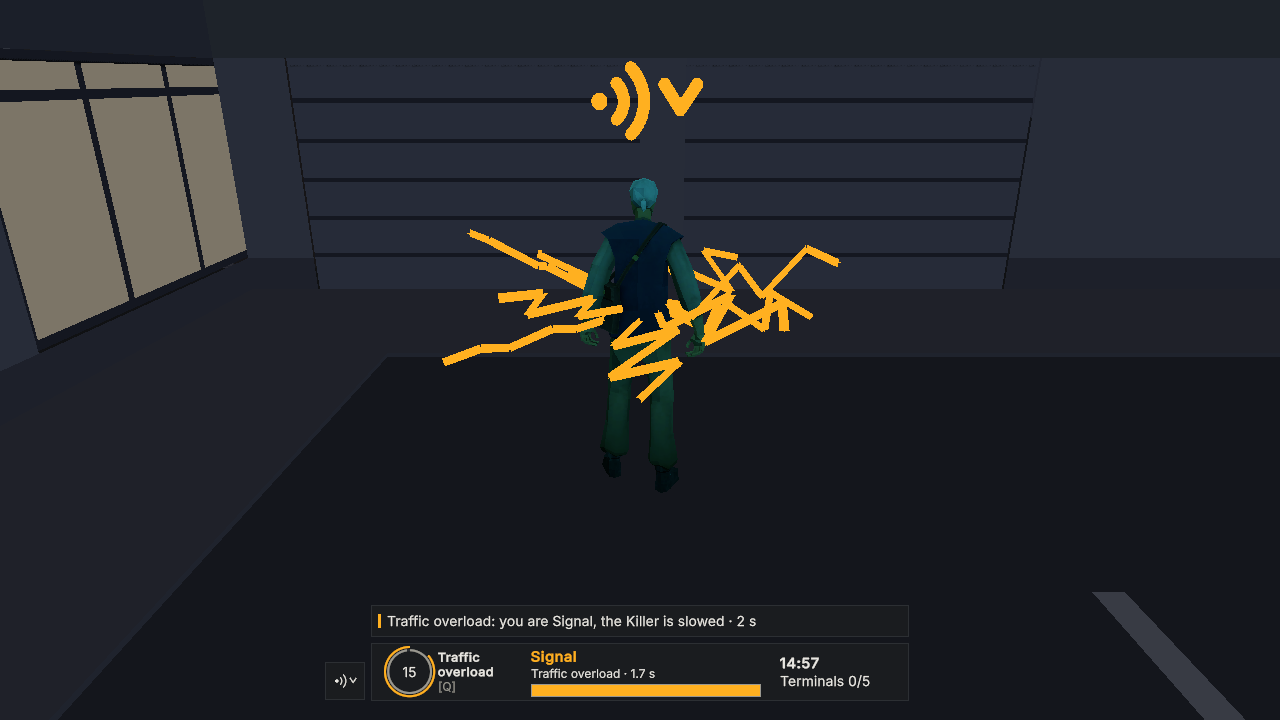 Traffic overload: you are Signal, the Killer is slowed · 2 s
15
Traffic
overload
[Q]
Signal
Traffic overload · 1.7 s
14:57
Terminals 0/5